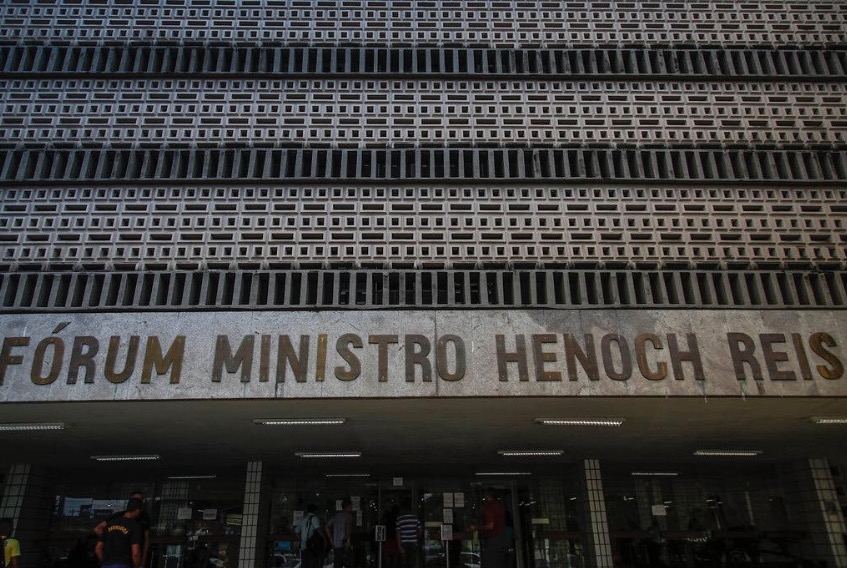 FÓRUM MINISTRO HENOCH REIS